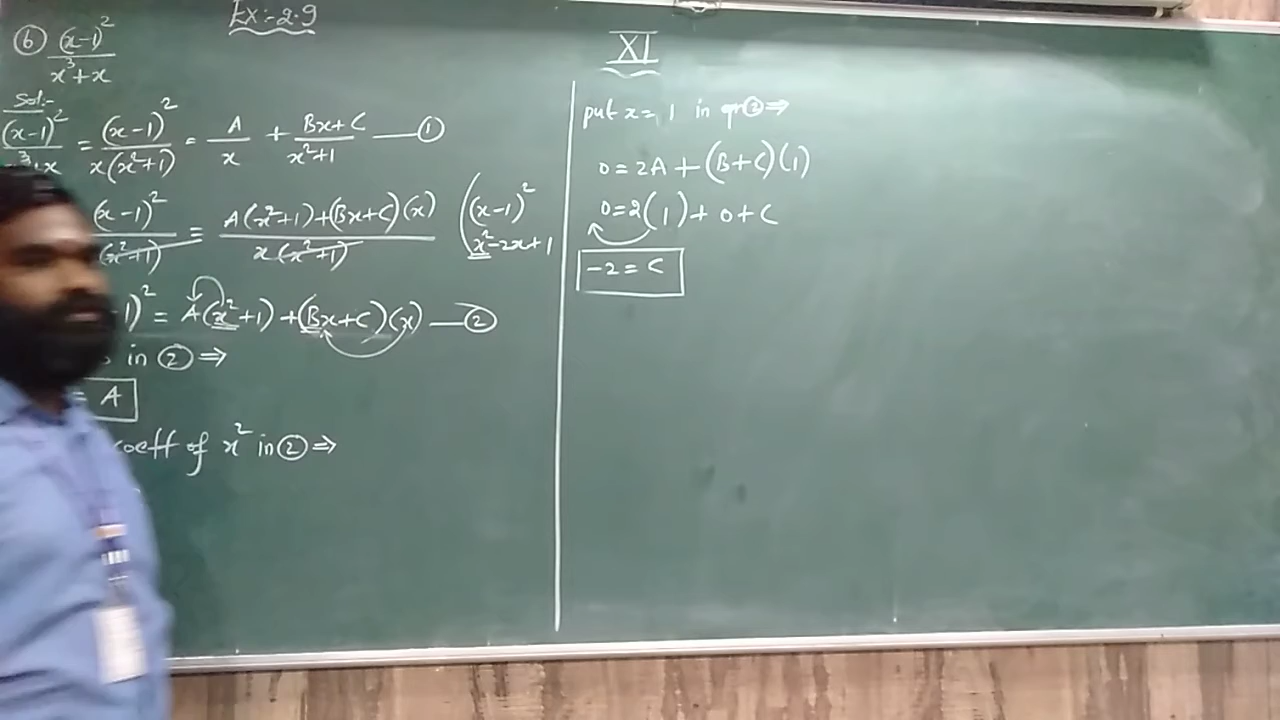 Ex:-2.9
XI
⑥ (x-1)² / x³+x
Sol:-
(x-1)² / x³+x = (x-1)² / x(x²+1) = A/x + Bx+C / x²+1 —— ①
(x-1)² / (x²+1) = A(x²+1)+(Bx+C)(x) / x(x²+1) ( (x-1)²
x²-2x+1
1)² = A(x²+1)+(Bx+C)(x) —— ②
in ② ⇒
= A
coeff of x² in ② ⇒
put x=1 in ② ⇒
0=2A+(B+C)(1)
0=2(1)+0+C
-2=C